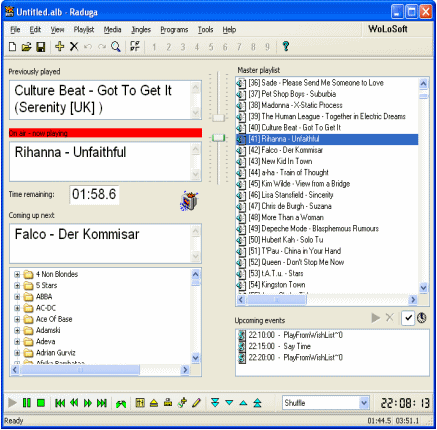 Untitled.alb - Raduga
File Edit View Playlist Media Jingles Programs Tools Help WoLoSoft
1 2 3 4 5 6 7 8 9
Previously played
Culture Beat - Got To Get It
(Serenity [UK] )
On air - now playing
Rihanna - Unfaithful
Time remaining: 01:58.6
Coming up next
Falco - Der Kommisar
4 Non Blondes
5 Stars
ABBA
AC-DC
Ace Of Base
Adamski
Adeva
Adrian Gurviz
Afrika Bambataa
Master playlist
[36] Sade - Please Send Me Someone to Love
[37] Pet Shop Boys - Suburbia
[38] Madonna - X-Static Process
[39] The Human League - Together in Electric Dreams
[40] Culture Beat - Got To Get It
[41] Rihanna - Unfaithful
[42] Falco - Der Kommisar
[43] New Kid In Town
[44] a-ha - Train of Thought
[45] Kim Wilde - View from a Bridge
[46] Lisa Stansfield - Sincerity
[47] Chris de Burgh - Suzana
[48] More Than a Woman
[49] Depeche Mode - Blasphemous Rumours
[50] Hubert Kah - Solo Tu
[51] T'Pau - China in Your Hand
[52] Queen - Don't Stop Me Now
[53] t.A.T.u. - Stars
[54] Kingston Town
Upcoming events
22:10:00 - PlayFromWishList~0
22:15:00 - Say Time
22:20:00 - PlayFromWishList~0
Shuffle
22:08:13
Ready
01:44.5 03:51.1